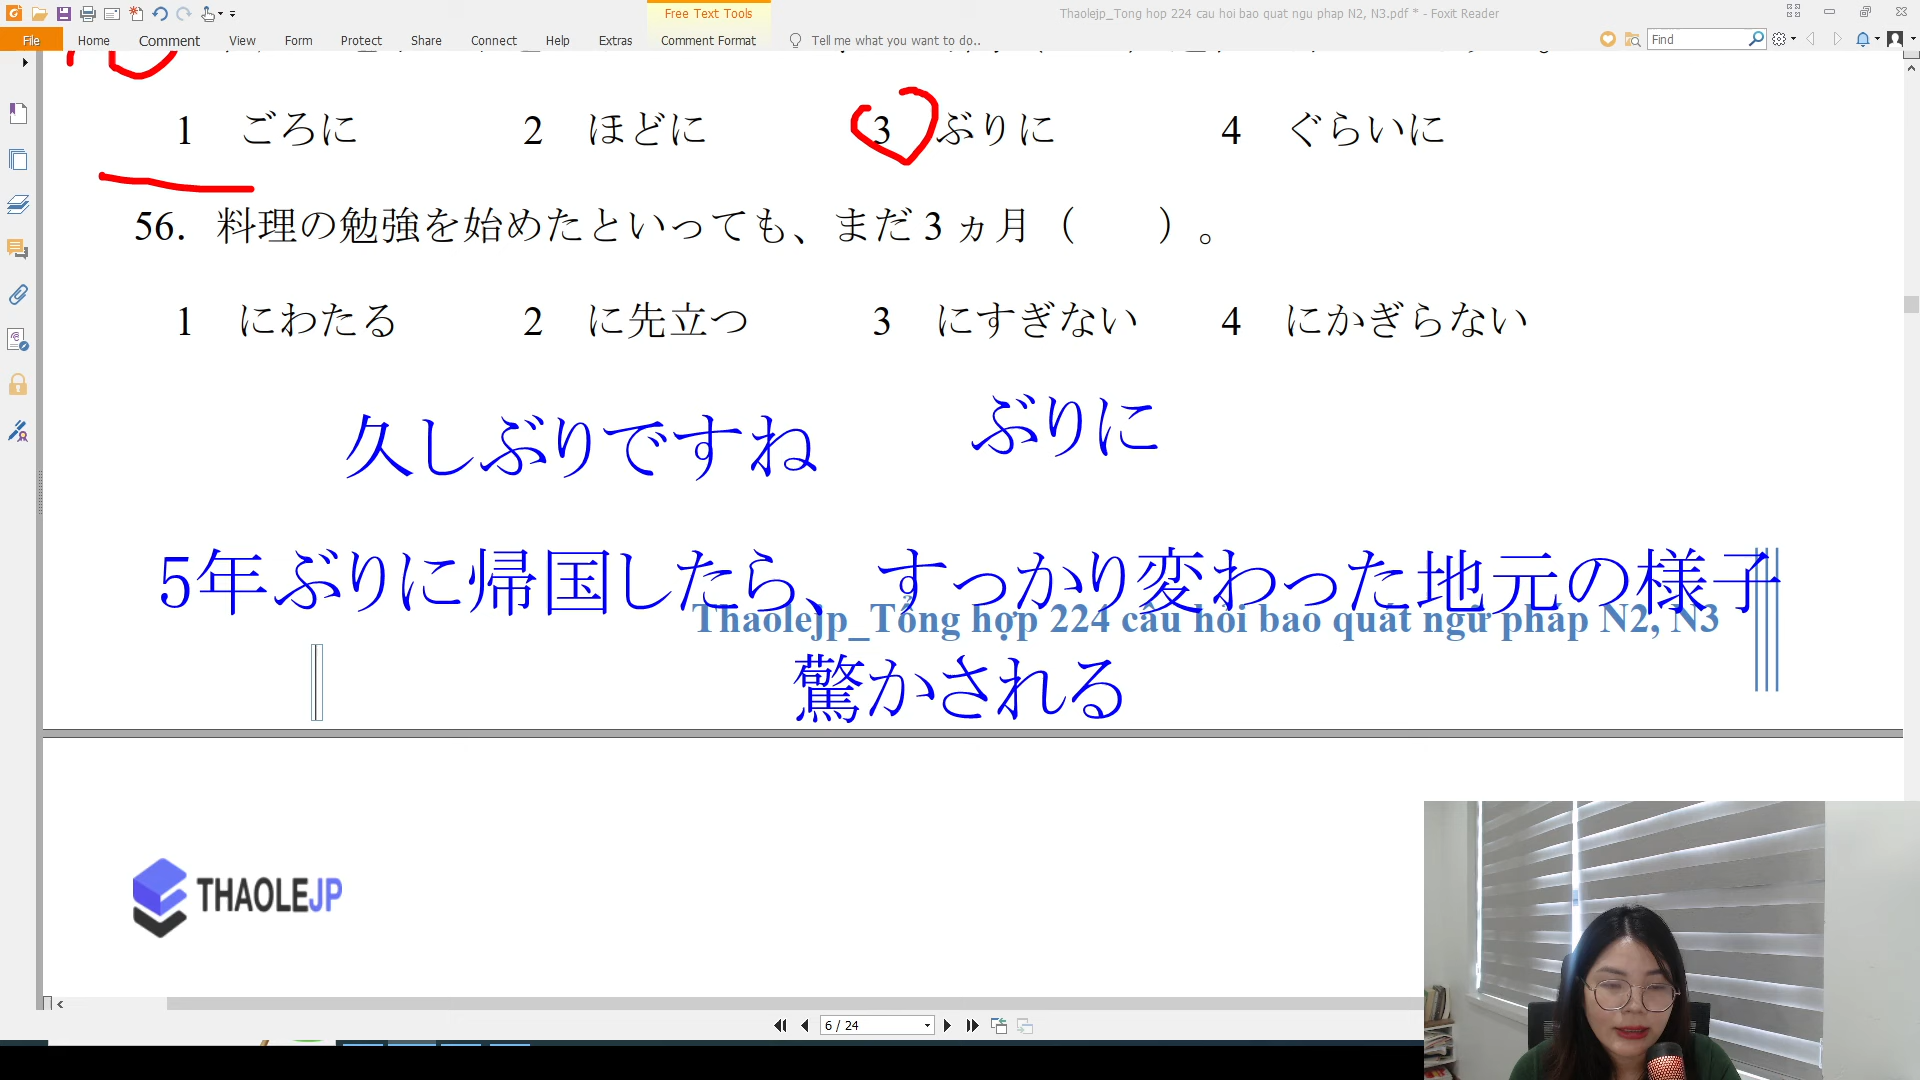 Free Text Tools
Thaolejp_Tong hop 224 cau hoi bao quat ngu phap N2, N3.pdf * - Foxit Reader
File Home Comment View Form Protect Share Connect Help Extras Comment Format Tell me what you want to do.. Find
1 ごろに 2 ほどに 3 ぶりに 4 ぐらいに
56. 料理の勉強を始めたといっても、まだ3ヵ月（　　）。
1 にわたる 2 に先立つ 3 にすぎない 4 にかぎらない
久しぶりですね ぶりに
5年ぶりに帰国したら、すっかり変わった地元の様子
Thaolejp_Tổng hợp 224 câu hỏi bao quát ngữ pháp N2, N3
驚かされる
THAOLEJP
6 / 24